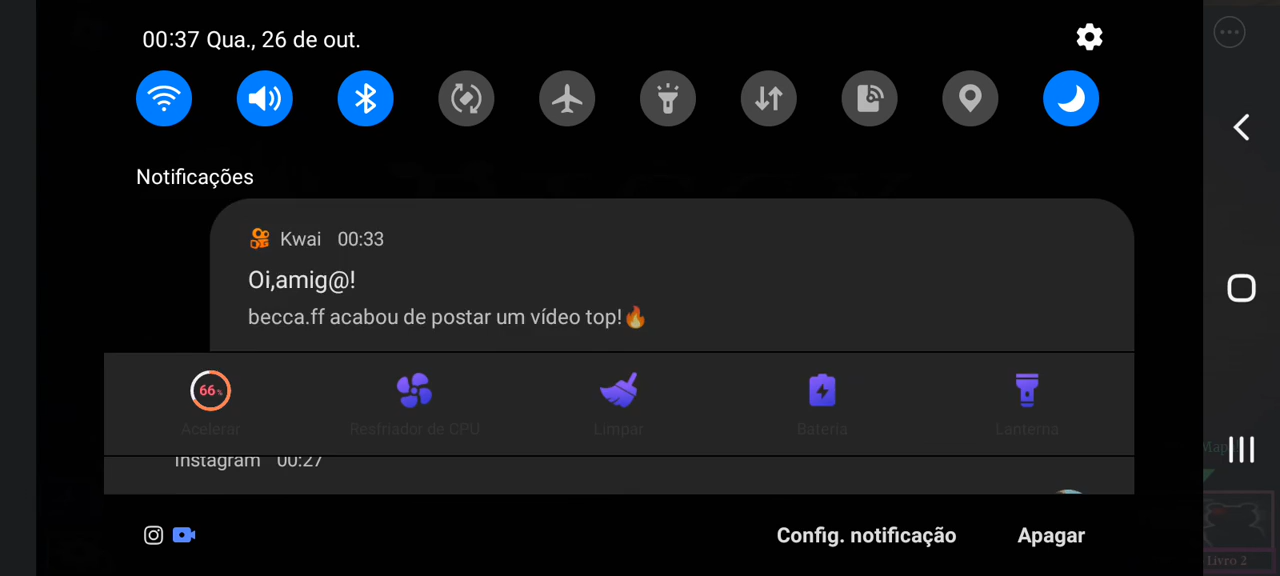 00:37 Qua., 26 de out.
Notificações
Kwai 00:33
Oi,amig@!
becca.ff acabou de postar um vídeo top!🔥
66%
Acelerar Resfriador de CPU Limpar Bateria Lanterna
Instagram 00:27
Config. notificação Apagar
Livro 2